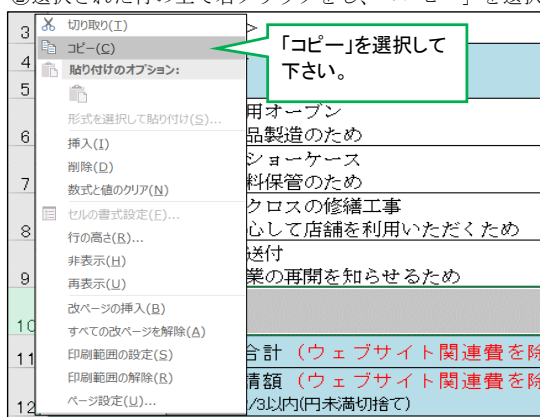 ②選択された行の上で右クリックをし、「コピー」を選択
3
4
5
6
7
8
9
10
11
12
切り取り(T)
コピー(C)
貼り付けのオプション:
形式を選択して貼り付け(S)...
挿入(I)
削除(D)
数式と値のクリア(N)
セルの書式設定(F)...
行の高さ(R)...
非表示(H)
再表示(U)
改ページの挿入(B)
すべての改ページを解除(A)
印刷範囲の設定(S)
印刷範囲の解除(R)
ページ設定(U)...
>
「コピー」を選択して
下さい。
用オーブン
品製造のため
ショーケース
料保管のため
クロスの修繕工事
心して店舗を利用いただくため
送付
業の再開を知らせるため
合計（ウェブサイト関連費を除
請額（ウェブサイト関連費を除
/3以内(円未満切捨て)